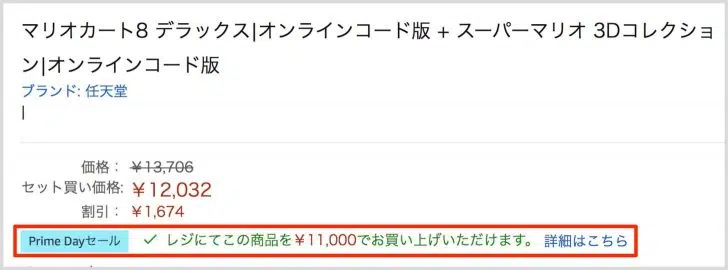 マリオカート8 デラックス|オンラインコード版 + スーパーマリオ 3Dコレクショ
ン|オンラインコード版
ブランド: 任天堂
|
価格: ￥13,706
セット買い価格: ￥12,032
割引: ￥1,674
Prime Dayセール ✓ レジにてこの商品を￥11,000でお買い上げいただけます。 詳細はこちら